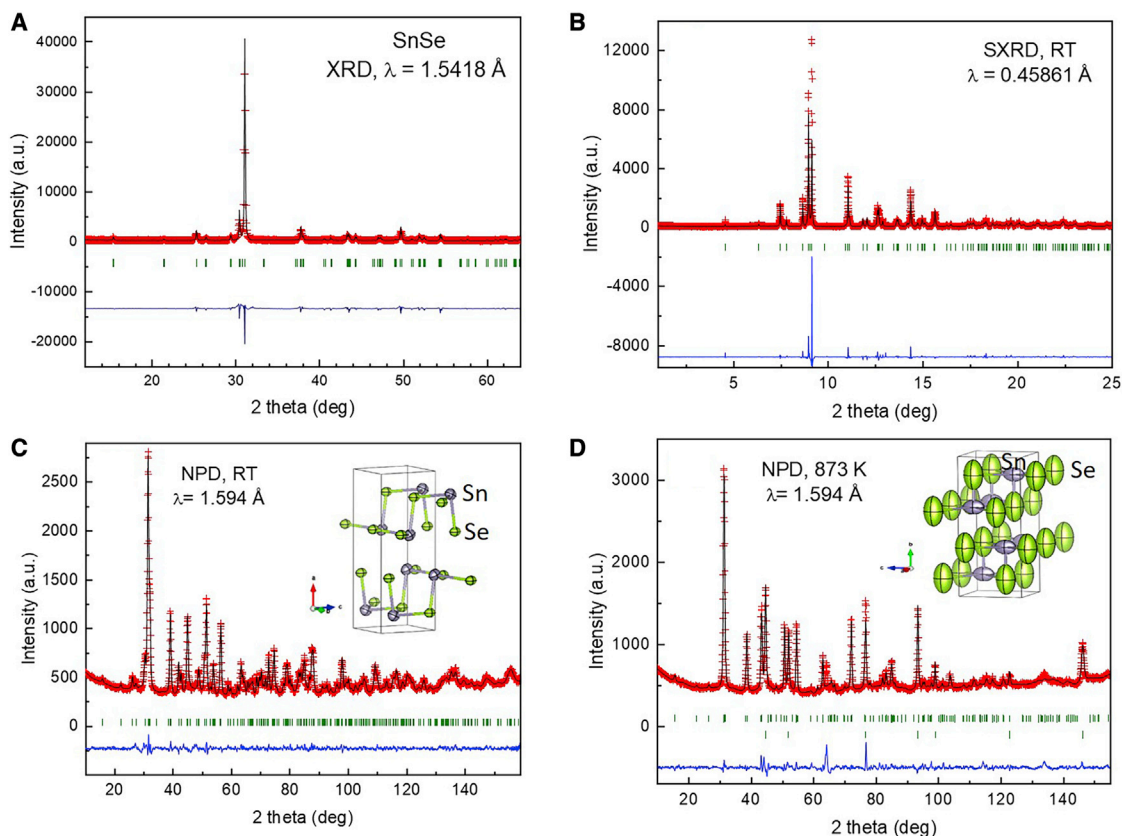 A
SnSe
XRD, λ = 1.5418 Å
Intensity (a.u.)
40000
30000
20000
10000
0
-10000
-20000
20
30
40
50
60
2 theta (deg)
B
SXRD, RT
λ = 0.45861 Å
Intensity (a.u.)
12000
8000
4000
0
-4000
-8000
5
10
15
20
25
2 theta (deg)
C
NPD, RT
λ= 1.594 Å
Sn
Se
Intensity (a.u.)
2500
2000
1500
1000
500
0
20
40
60
80
100
120
140
2 theta (deg)
D
NPD, 873 K
λ= 1.594 Å
Sn
Se
Intensity (a.u.)
3000
2000
1000
0
20
40
60
80
100
120
140
2 theta (deg)